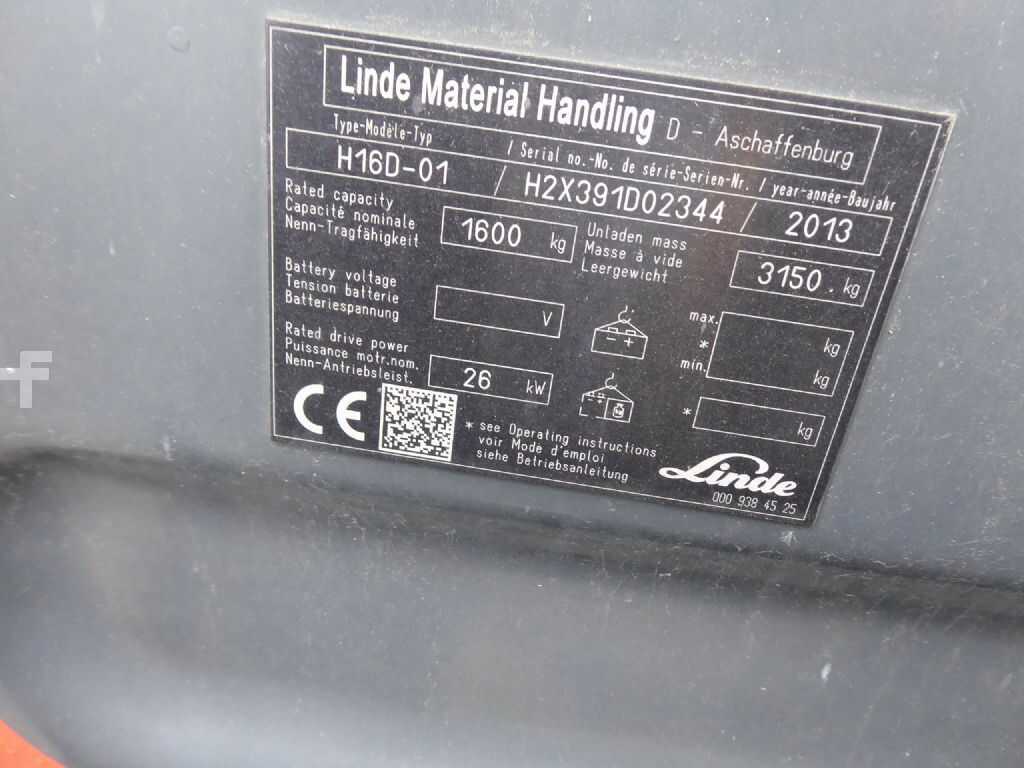 Linde Material Handling D - Aschaffenburg
Type-Modèle-Typ / Serial no.-No. de série-Serien-Nr. / year-année-Baujahr
H16D-01 / H2X391D02344 / 2013
Rated capacity
Capacité nominale
Nenn-Tragfähigkeit
1600 kg
Unladen mass
Masse à vide
Leergewicht
3150. kg
Battery voltage
Tension batterie
Batteriespannung
V
max. kg
*
min. kg
Rated drive power
Puissance motr.nom.
Nenn-Antriebsleist.
26 kW
* kg
CE
* see Operating instructions
voir Mode d'emploi
siehe Betriebsanleitung
Linde
000 938 45 25
f